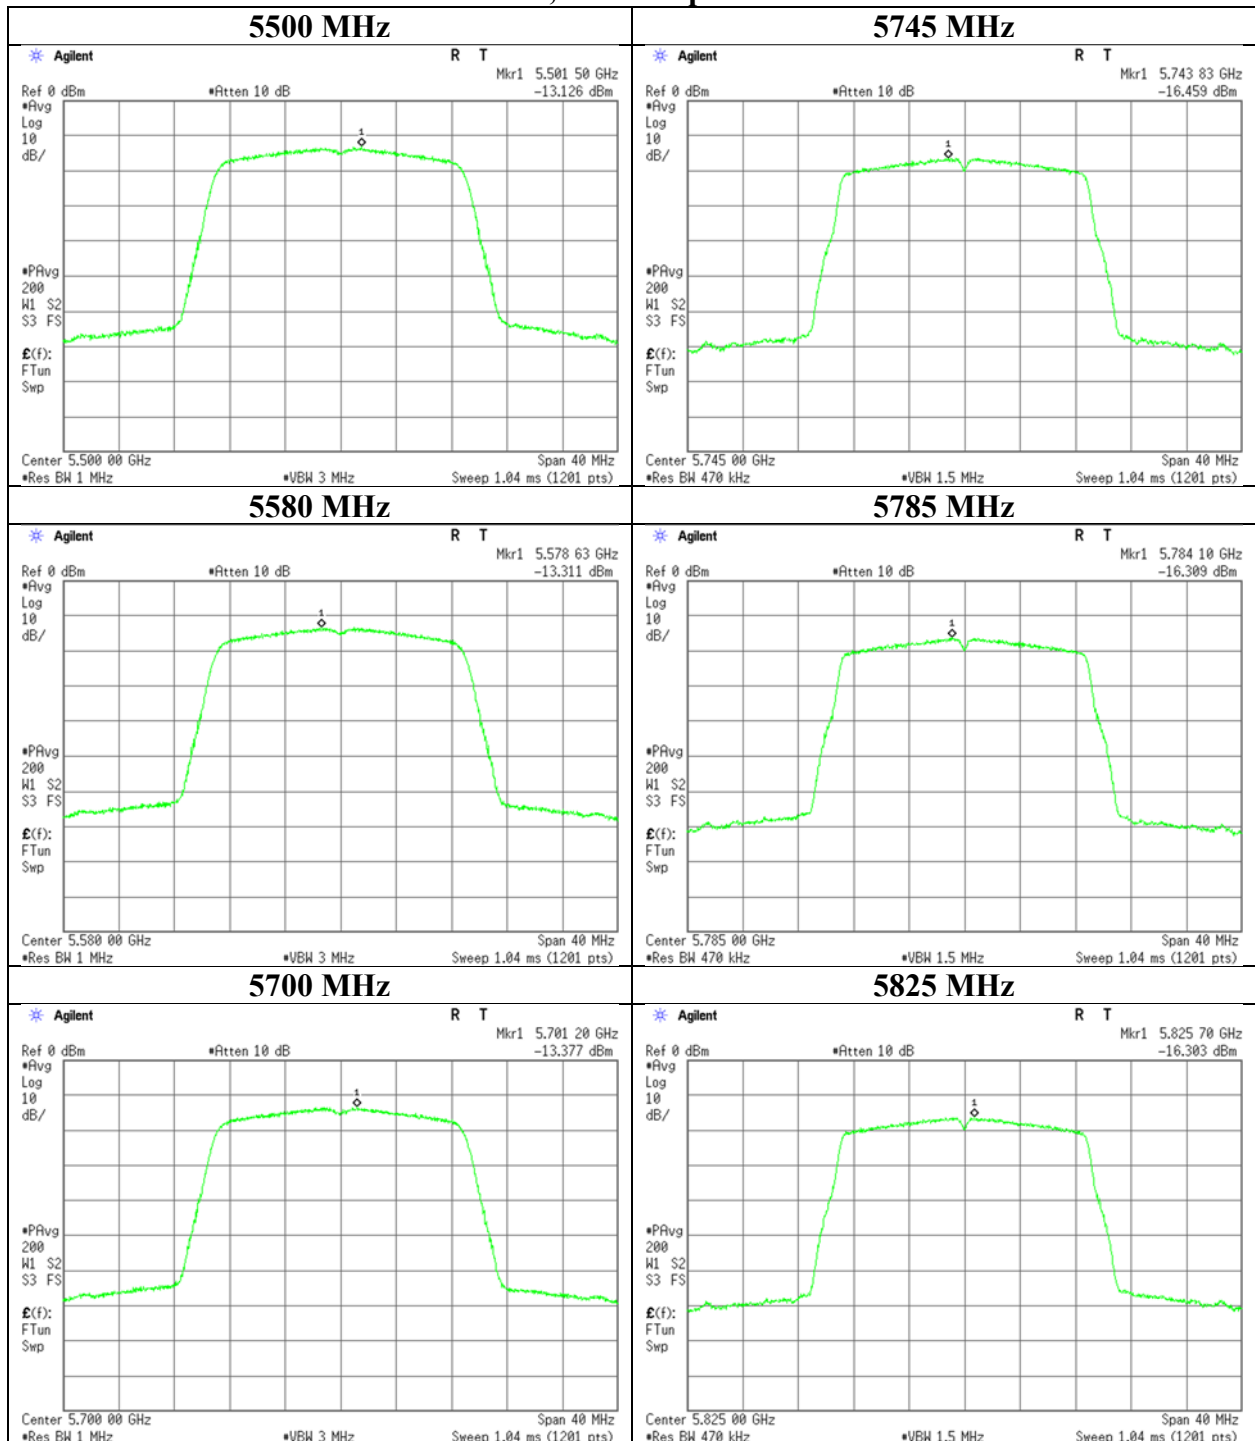 5500 MHz
Agilent
R T
Mkr1 5.501 50 GHz
Ref 0 dBm #Atten 10 dB -13.126 dBm
#Avg
Log
10
dB/
1
#PAvg
200
W1 S2
S3 FS
£(f):
FTun
Swp
Center 5.500 00 GHz Span 40 MHz
#Res BW 1 MHz #VBW 3 MHz Sweep 1.04 ms (1201 pts)
5745 MHz
Agilent
R T
Mkr1 5.743 83 GHz
Ref 0 dBm #Atten 10 dB -16.459 dBm
#Avg
Log
10
dB/
1
#PAvg
200
W1 S2
S3 FS
£(f):
FTun
Swp
Center 5.745 00 GHz Span 40 MHz
#Res BW 470 kHz #VBW 1.5 MHz Sweep 1.04 ms (1201 pts)
5580 MHz
Agilent
R T
Mkr1 5.578 63 GHz
Ref 0 dBm #Atten 10 dB -13.311 dBm
#Avg
Log
10
dB/
1
#PAvg
200
W1 S2
S3 FS
£(f):
FTun
Swp
Center 5.580 00 GHz Span 40 MHz
#Res BW 1 MHz #VBW 3 MHz Sweep 1.04 ms (1201 pts)
5785 MHz
Agilent
R T
Mkr1 5.784 10 GHz
Ref 0 dBm #Atten 10 dB -16.309 dBm
#Avg
Log
10
dB/
1
#PAvg
200
W1 S2
S3 FS
£(f):
FTun
Swp
Center 5.785 00 GHz Span 40 MHz
#Res BW 470 kHz #VBW 1.5 MHz Sweep 1.04 ms (1201 pts)
5700 MHz
Agilent
R T
Mkr1 5.701 20 GHz
Ref 0 dBm #Atten 10 dB -13.377 dBm
#Avg
Log
10
dB/
1
#PAvg
200
W1 S2
S3 FS
£(f):
FTun
Swp
Center 5.700 00 GHz Span 40 MHz
#Res BW 1 MHz #VBW 3 MHz Sweep 1.04 ms (1201 pts)
5825 MHz
Agilent
R T
Mkr1 5.825 70 GHz
Ref 0 dBm #Atten 10 dB -16.303 dBm
#Avg
Log
10
dB/
1
#PAvg
200
W1 S2
S3 FS
£(f):
FTun
Swp
Center 5.825 00 GHz Span 40 MHz
#Res BW 470 kHz #VBW 1.5 MHz Sweep 1.04 ms (1201 pts)